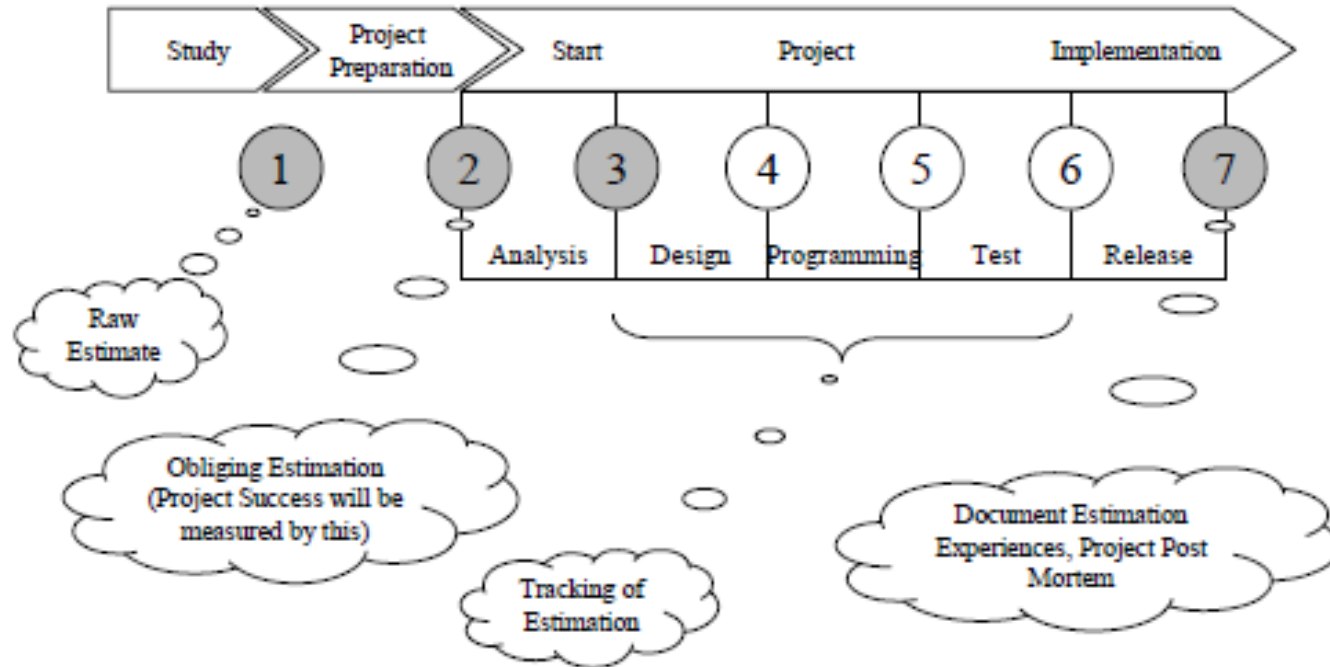 Study
Project
Preparation
Start
Project
Implementation
1
2
3
4
5
6
7
Analysis
Design
Programming
Test
Release
Raw
Estimate
Obliging Estimation
(Project Success will be
measured by this)
Tracking of
Estimation
Document Estimation
Experiences, Project Post
Mortem